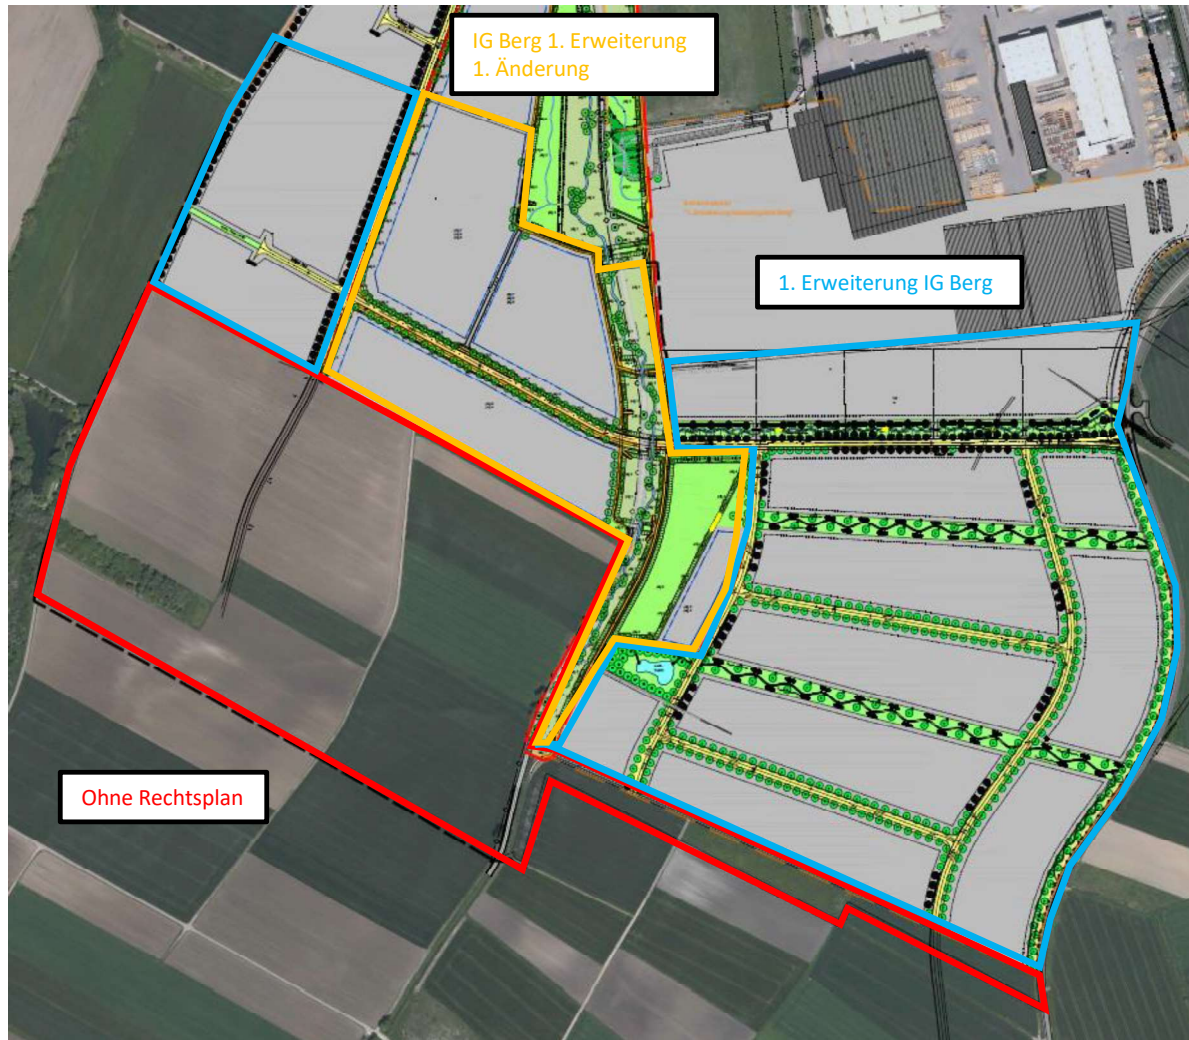 IG Berg 1. Erweiterung
1. Änderung
1. Erweiterung IG Berg
Ohne Rechtsplan